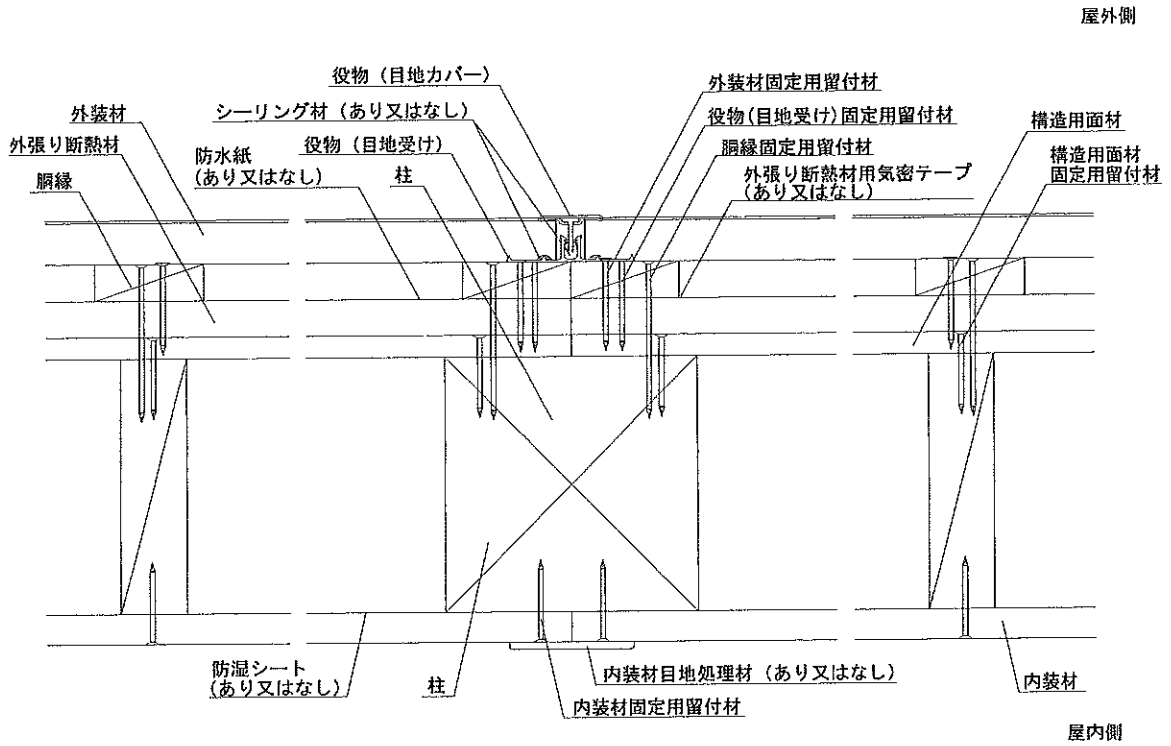 屋外側
役物（目地カバー）
外装材固定用留付材
シーリング材（あり又はなし）
役物(目地受け)固定用留付材
外装材
構造用面材
外張り断熱材
防水紙
(あり又はなし)
役物（目地受け）
胴縁固定用留付材
構造用面材
固定用留付材
胴縁
柱
外張り断熱材用気密テープ
(あり又はなし)
防湿シート
(あり又はなし)
柱
内装材目地処理材（あり又はなし）
内装材
内装材固定用留付材
屋内側